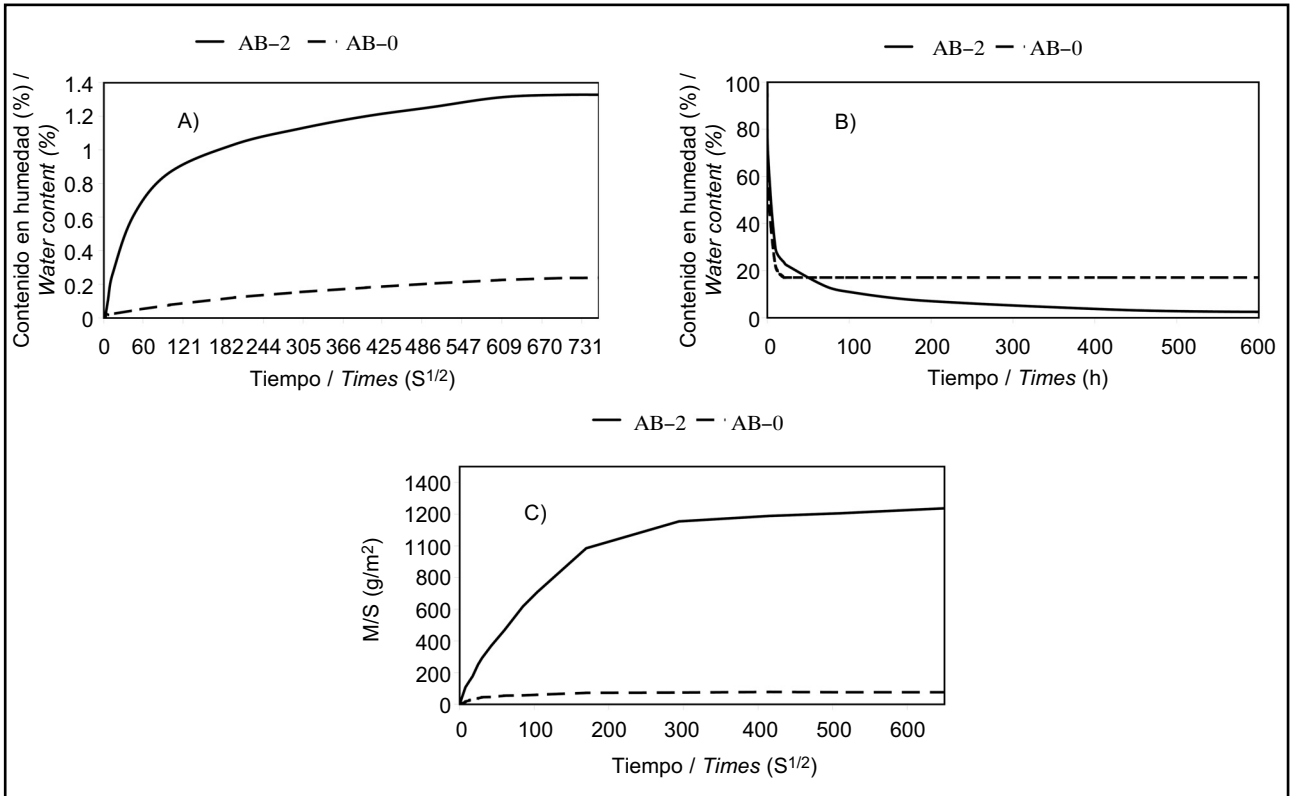 AB-2 AB-0
Contenido en humedad (%) /
Water content (%)
1.4
1.2
1
0.8
0.6
0.4
0.2
0
A)
0 60 121 182 244 305 366 425 486 547 609 670 731
Tiempo / Times (S1/2)
AB-2 AB-0
Contenido en humedad (%) /
Water content (%)
100
80
60
40
20
0
B)
0 100 200 300 400 500 600
Tiempo / Times (h)
AB-2 AB-0
M/S (g/m2)
1400
1200
1100
800
600
400
200
0
C)
0 100 200 300 400 500 600
Tiempo / Times (S1/2)